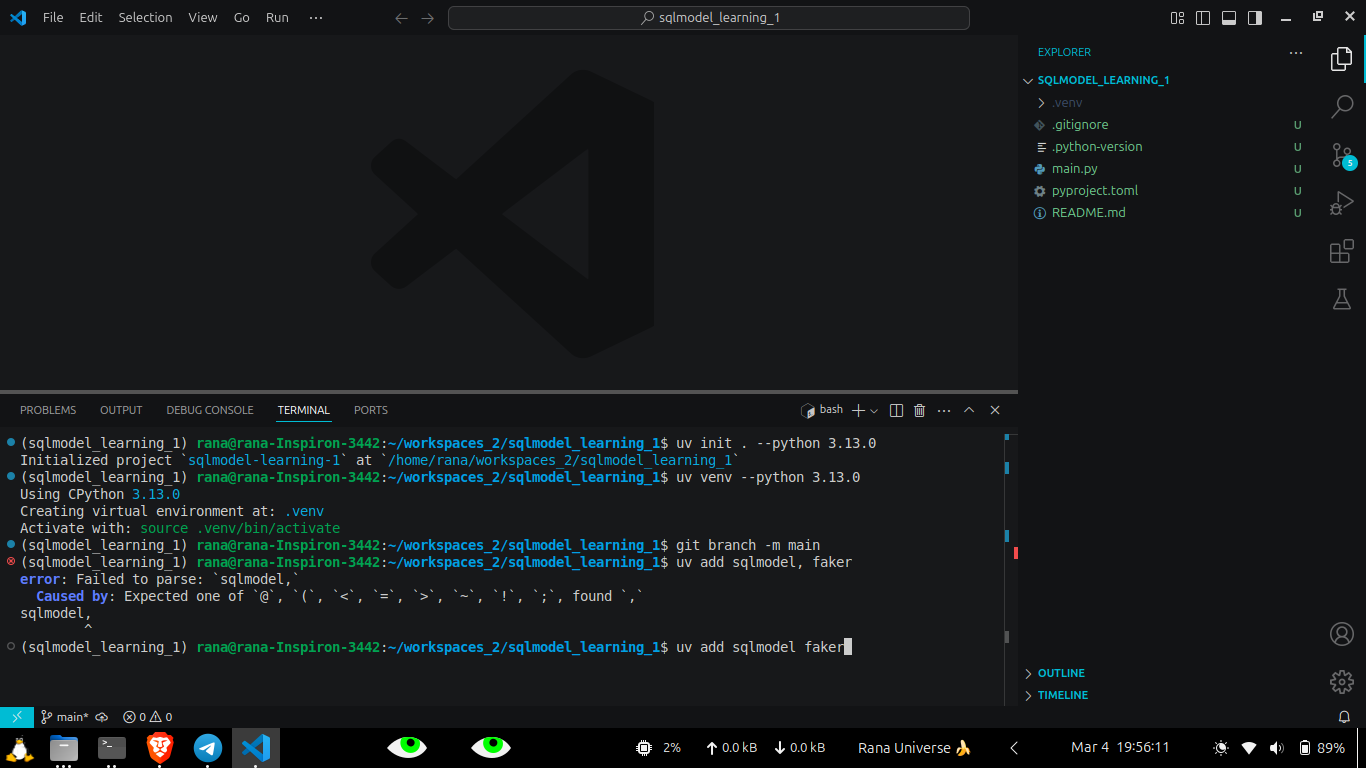 File Edit Selection View Go Run ···
sqlmodel_learning_1
EXPLORER
SQLMODEL_LEARNING_1
.venv
.gitignore U
.python-version U
main.py U
pyproject.toml U
README.md U
5
PROBLEMS OUTPUT DEBUG CONSOLE TERMINAL PORTS
bash
(sqlmodel_learning_1) rana@rana-Inspiron-3442:~/workspaces_2/sqlmodel_learning_1$ uv init . --python 3.13.0
Initialized project `sqlmodel-learning-1` at `/home/rana/workspaces_2/sqlmodel_learning_1`
(sqlmodel_learning_1) rana@rana-Inspiron-3442:~/workspaces_2/sqlmodel_learning_1$ uv venv --python 3.13.0
Using CPython 3.13.0
Creating virtual environment at: .venv
Activate with: source .venv/bin/activate
(sqlmodel_learning_1) rana@rana-Inspiron-3442:~/workspaces_2/sqlmodel_learning_1$ git branch -m main
(sqlmodel_learning_1) rana@rana-Inspiron-3442:~/workspaces_2/sqlmodel_learning_1$ uv add sqlmodel, faker
error: Failed to parse: `sqlmodel,`
Caused by: Expected one of `@`, `(`, `<`, `=`, `>`, `~`, `!`, `;`, found `,`
sqlmodel,
^
(sqlmodel_learning_1) rana@rana-Inspiron-3442:~/workspaces_2/sqlmodel_learning_1$ uv add sqlmodel faker
OUTLINE
TIMELINE
main* 0 0
2% 0.0 kB 0.0 kB Rana Universe Mar 4 19:56:11 89%